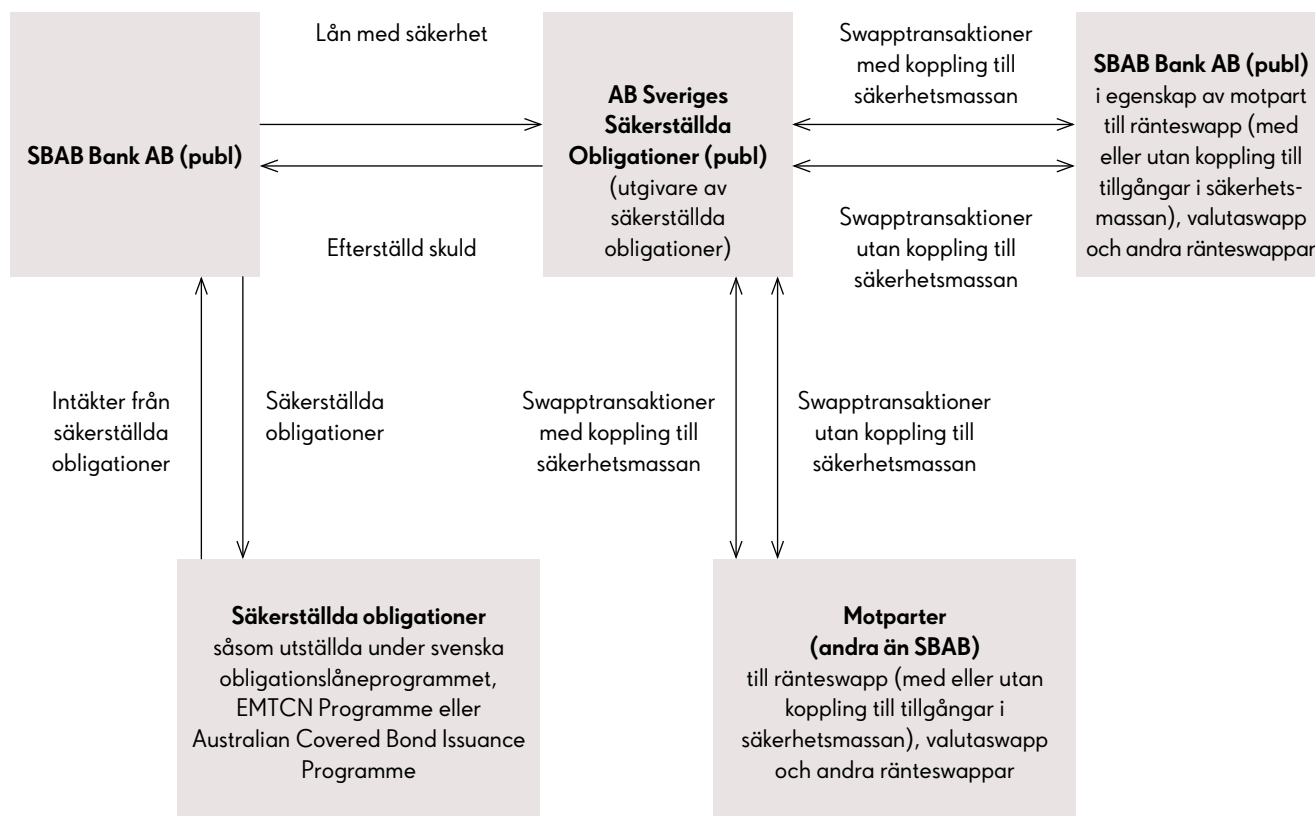 Lån med säkerhet
SBAB Bank AB (publ)
Efterställd skuld
AB Sveriges
Säkerställda
Obligationer (publ)
(utgivare av
säkerställda
obligationer)
Swapptransaktioner
med koppling till
säkerhetsmassan
Swapptransaktioner
utan koppling till
säkerhetsmassan
SBAB Bank AB (publ)
i egenskap av motpart
till ränteswapp (med
eller utan koppling till
tillgångar i säkerhets-
massan), valutaswapp
och andra ränteswappar
Intäkter från
säkerställda
obligationer
Säkerställda
obligationer
Swapptransaktioner
med koppling till
säkerhetsmassan
Swapptransaktioner
utan koppling till
säkerhetsmassan
Säkerställda obligationer
såsom utställda under svenska
obligationslåneprogrammet,
EMTCN Programme eller
Australian Covered Bond Issuance
Programme
Motparter
(andra än SBAB)
till ränteswapp (med eller utan
koppling till tillgångar i
säkerhetsmassan), valutaswapp
och andra ränteswappar